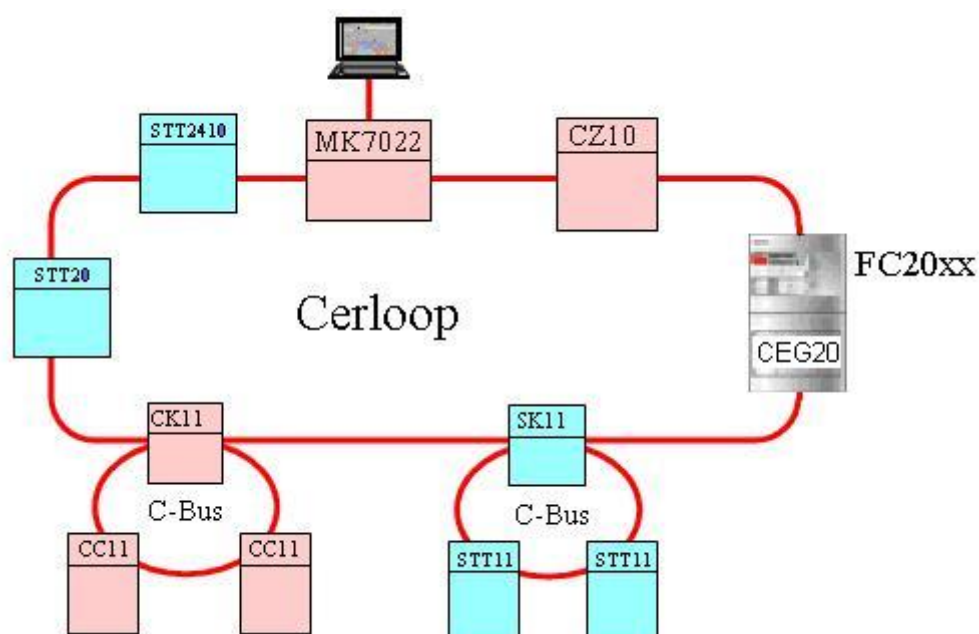 STT2410
MK7022
CZ10
STT20
Cerloop
FC20xx
CEG20
CK11
SK11
C-Bus
C-Bus
CC11
CC11
STT11
STT11